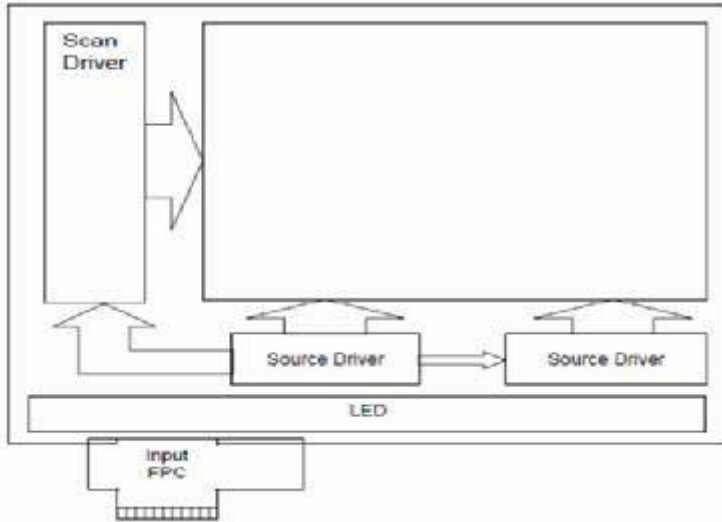 Scan
Driver
Source Driver
Source Driver
LED
Input
FPC